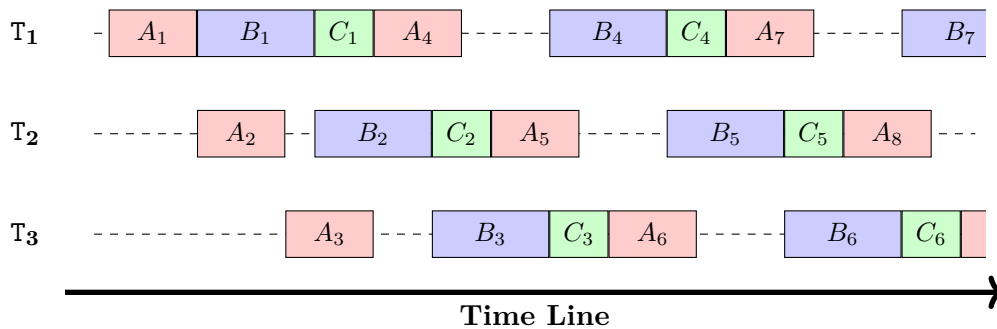 T₁ A₁ B₁ C₁ A₄ B₄ C₄ A₇ B₇
T₂ A₂ B₂ C₂ A₅ B₅ C₅ A₈
T₃ A₃ B₃ C₃ A₆ B₆ C₆
Time Line